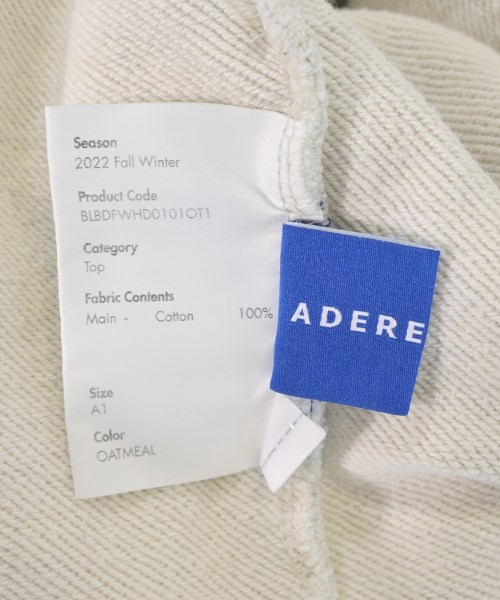 Season
2022 Fall Winter
Product Code
BLBDFWHD0101OT1
Category
Top
Fabric Contents
Main - Cotton 100%
Size
A1
Color
OATMEAL
ADERE